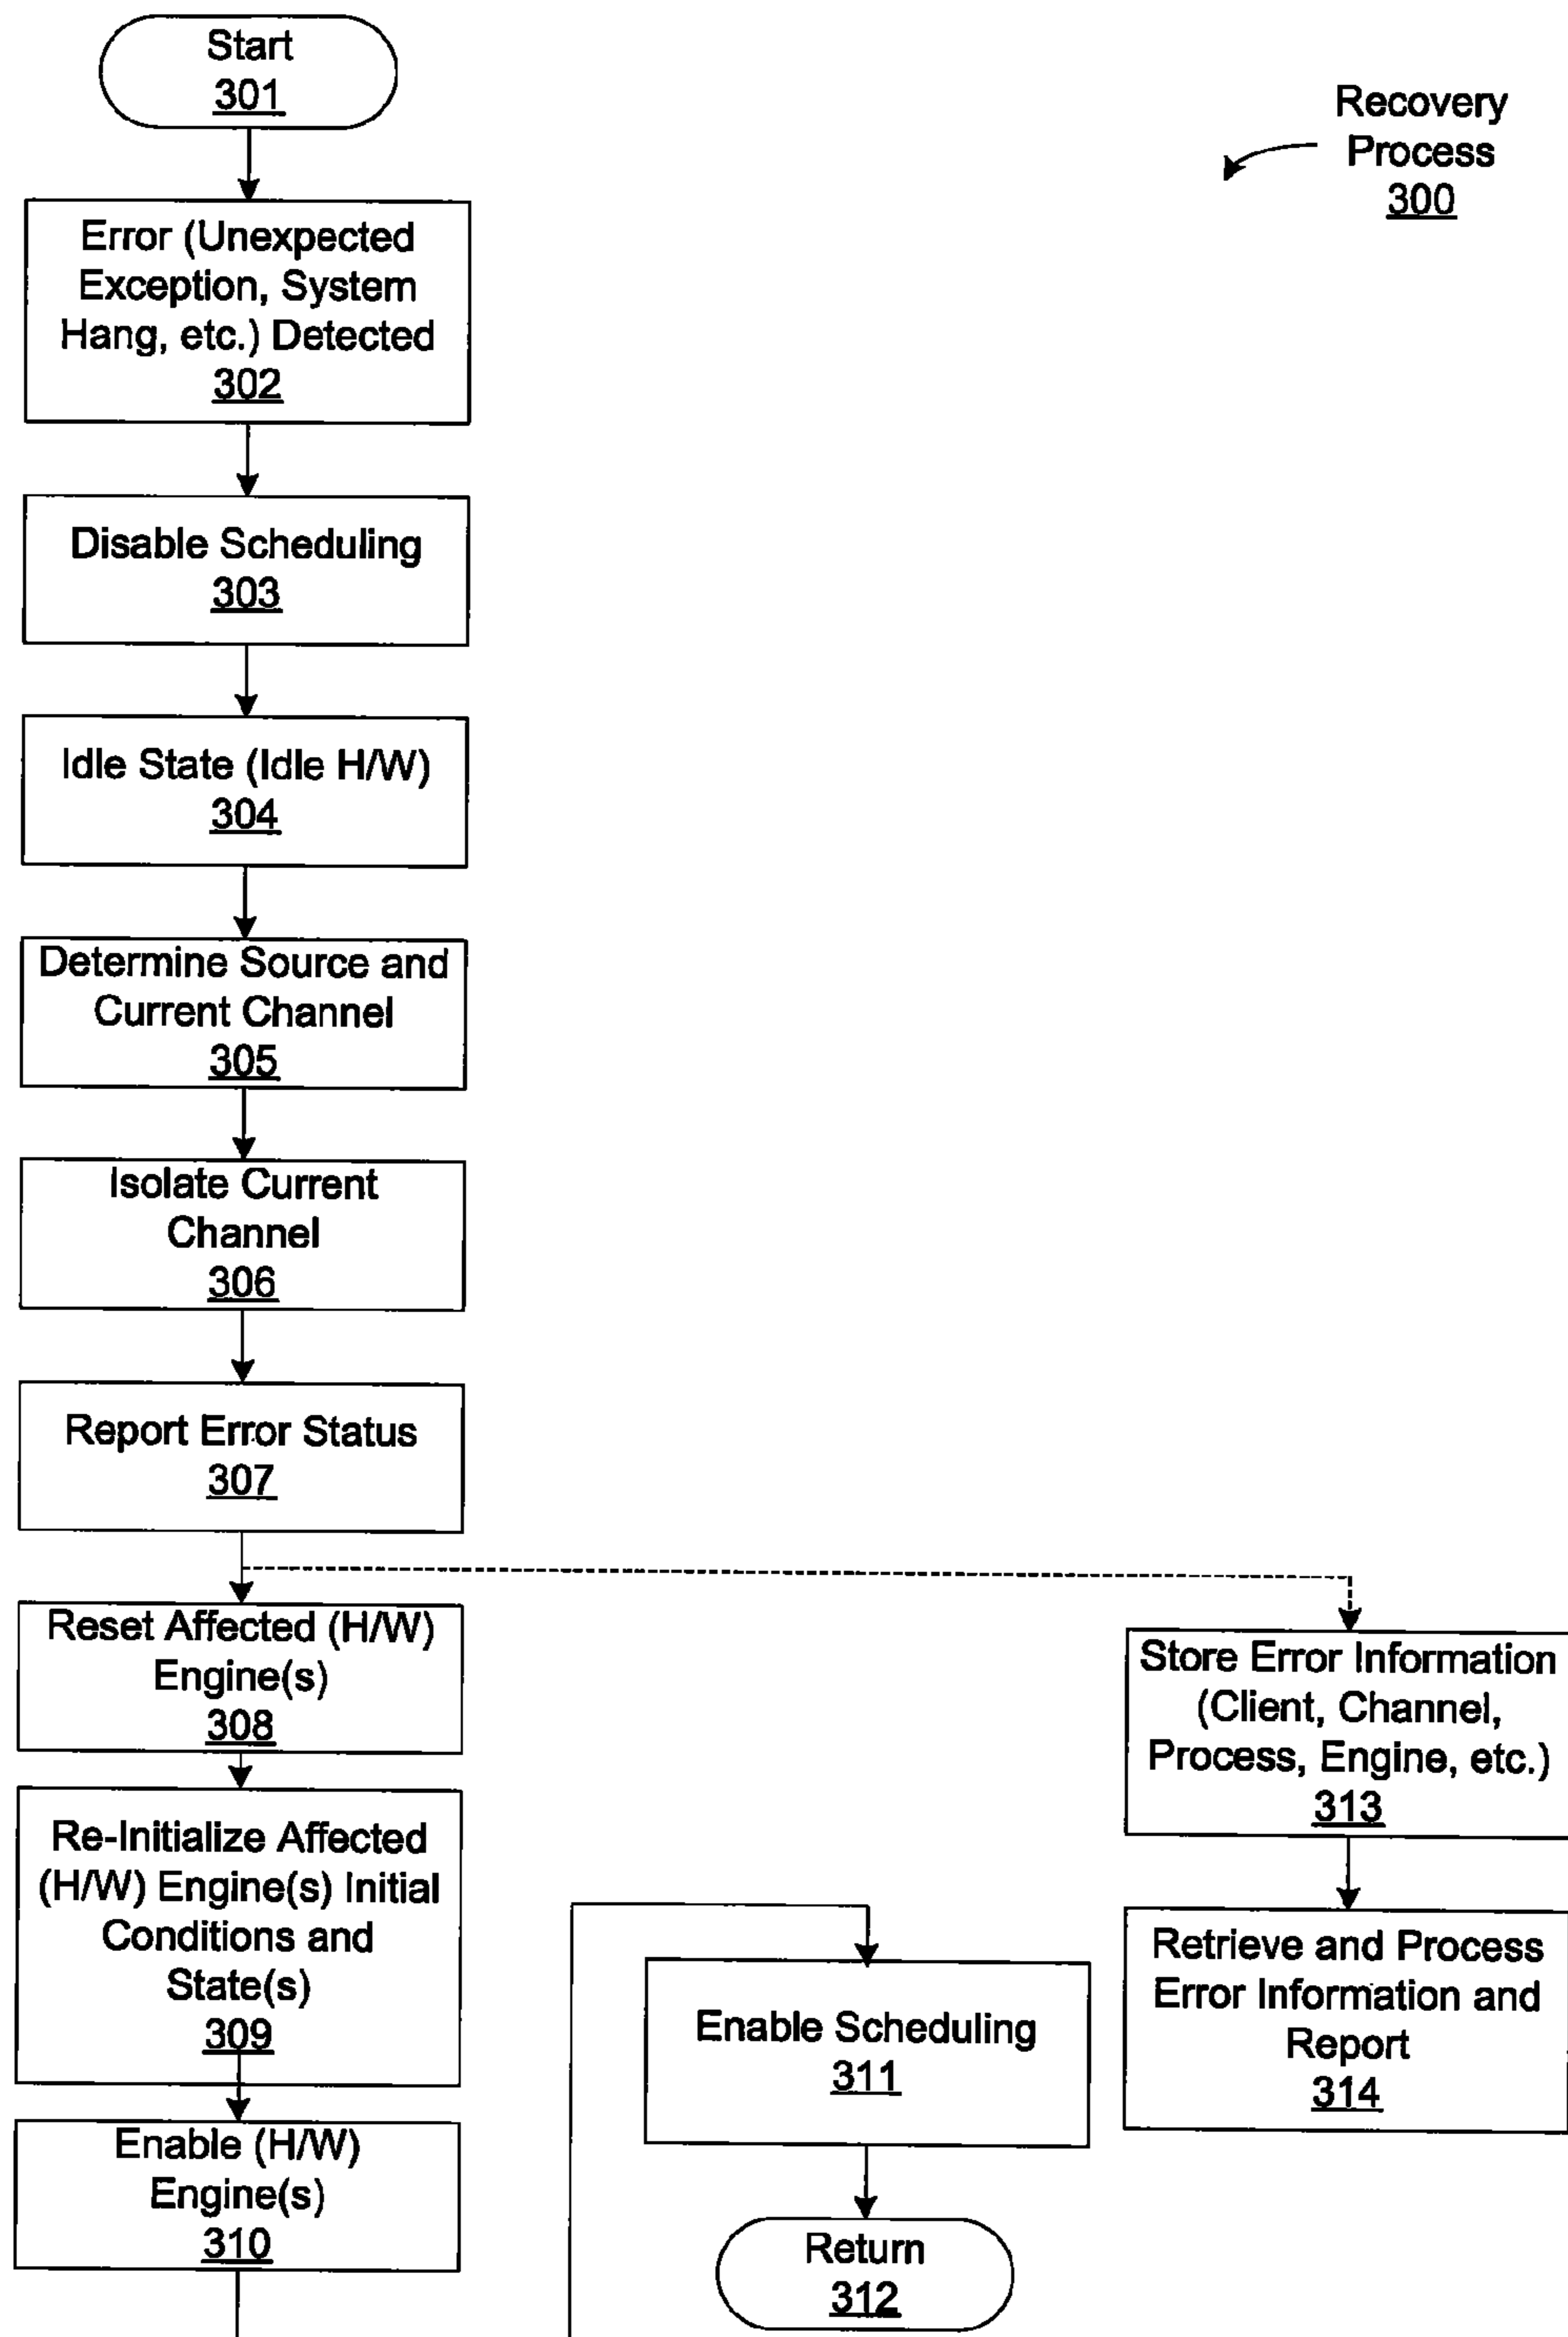 Start
301
Recovery
Process
300
Error (Unexpected
Exception, System
Hang, etc.) Detected
302
Disable Scheduling
303
Idle State (Idle H/W)
304
Determine Source and
Current Channel
305
Isolate Current
Channel
306
Report Error Status
307
Reset Affected (H/W)
Engine(s)
308
Re-Initialize Affected
(H/W) Engine(s) Initial
Conditions and
State(s)
309
Enable (H/W)
Engine(s)
310
Enable Scheduling
311
Return
312
Store Error Information
(Client, Channel,
Process, Engine, etc.)
313
Retrieve and Process
Error Information and
Report
314